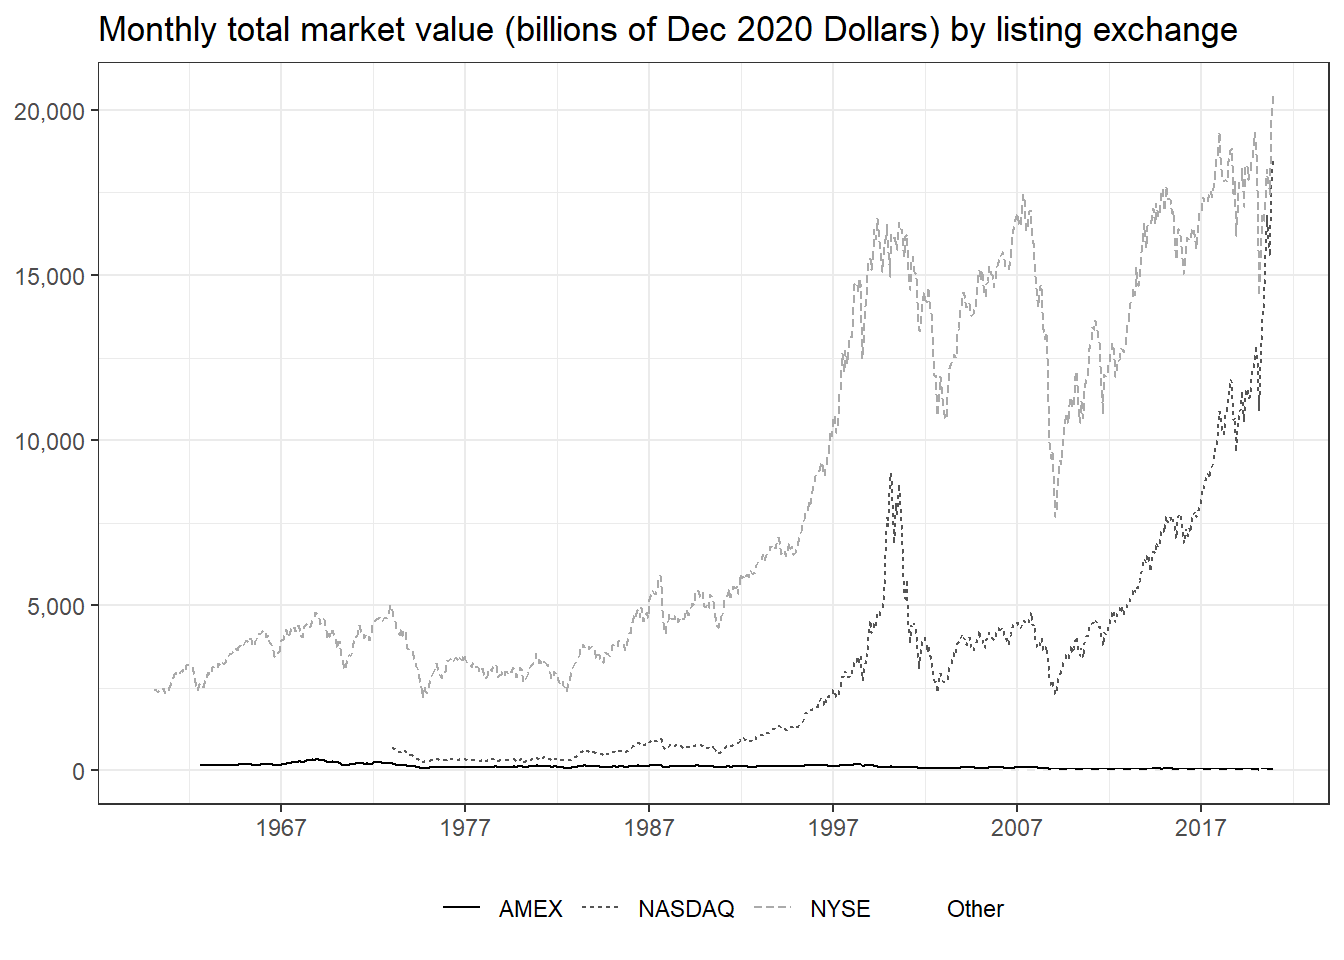 Monthly total market value (billions of Dec 2020 Dollars) by listing exchange
20,000
15,000
10,000
5,000
0
1967 1977 1987 1997 2007 2017
AMEX NASDAQ NYSE Other